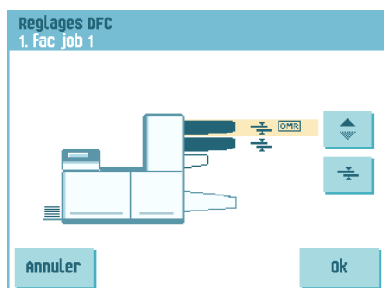 Reglages DFC
1. Fac job 1
OMR
Annuler
Ok